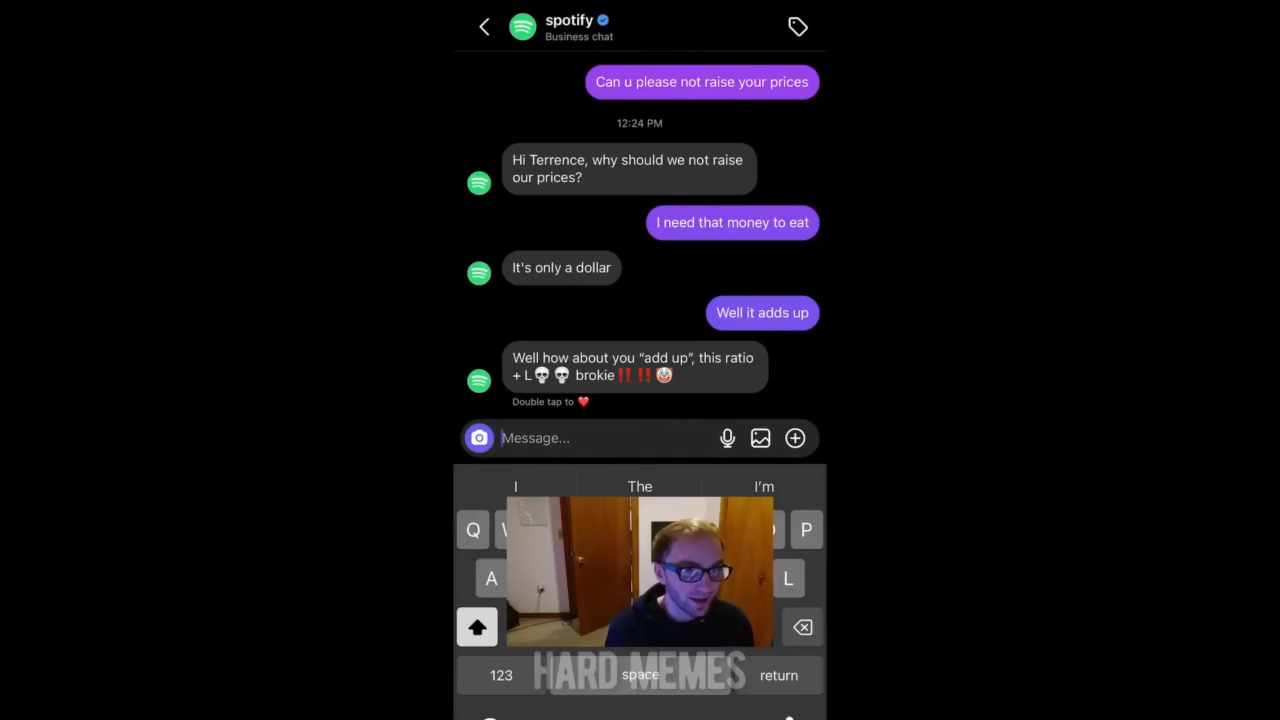 spotify
Business chat
Can u please not raise your prices
12:24 PM
Hi Terrence, why should we not raise
our prices?
I need that money to eat
It's only a dollar
Well it adds up
Well how about you “add up”, this ratio
+ L💀💀 brokie‼️‼️🤡
Double tap to ❤️
Message...
I The I'm
Q P
A L
123 space return
HARD MEMES